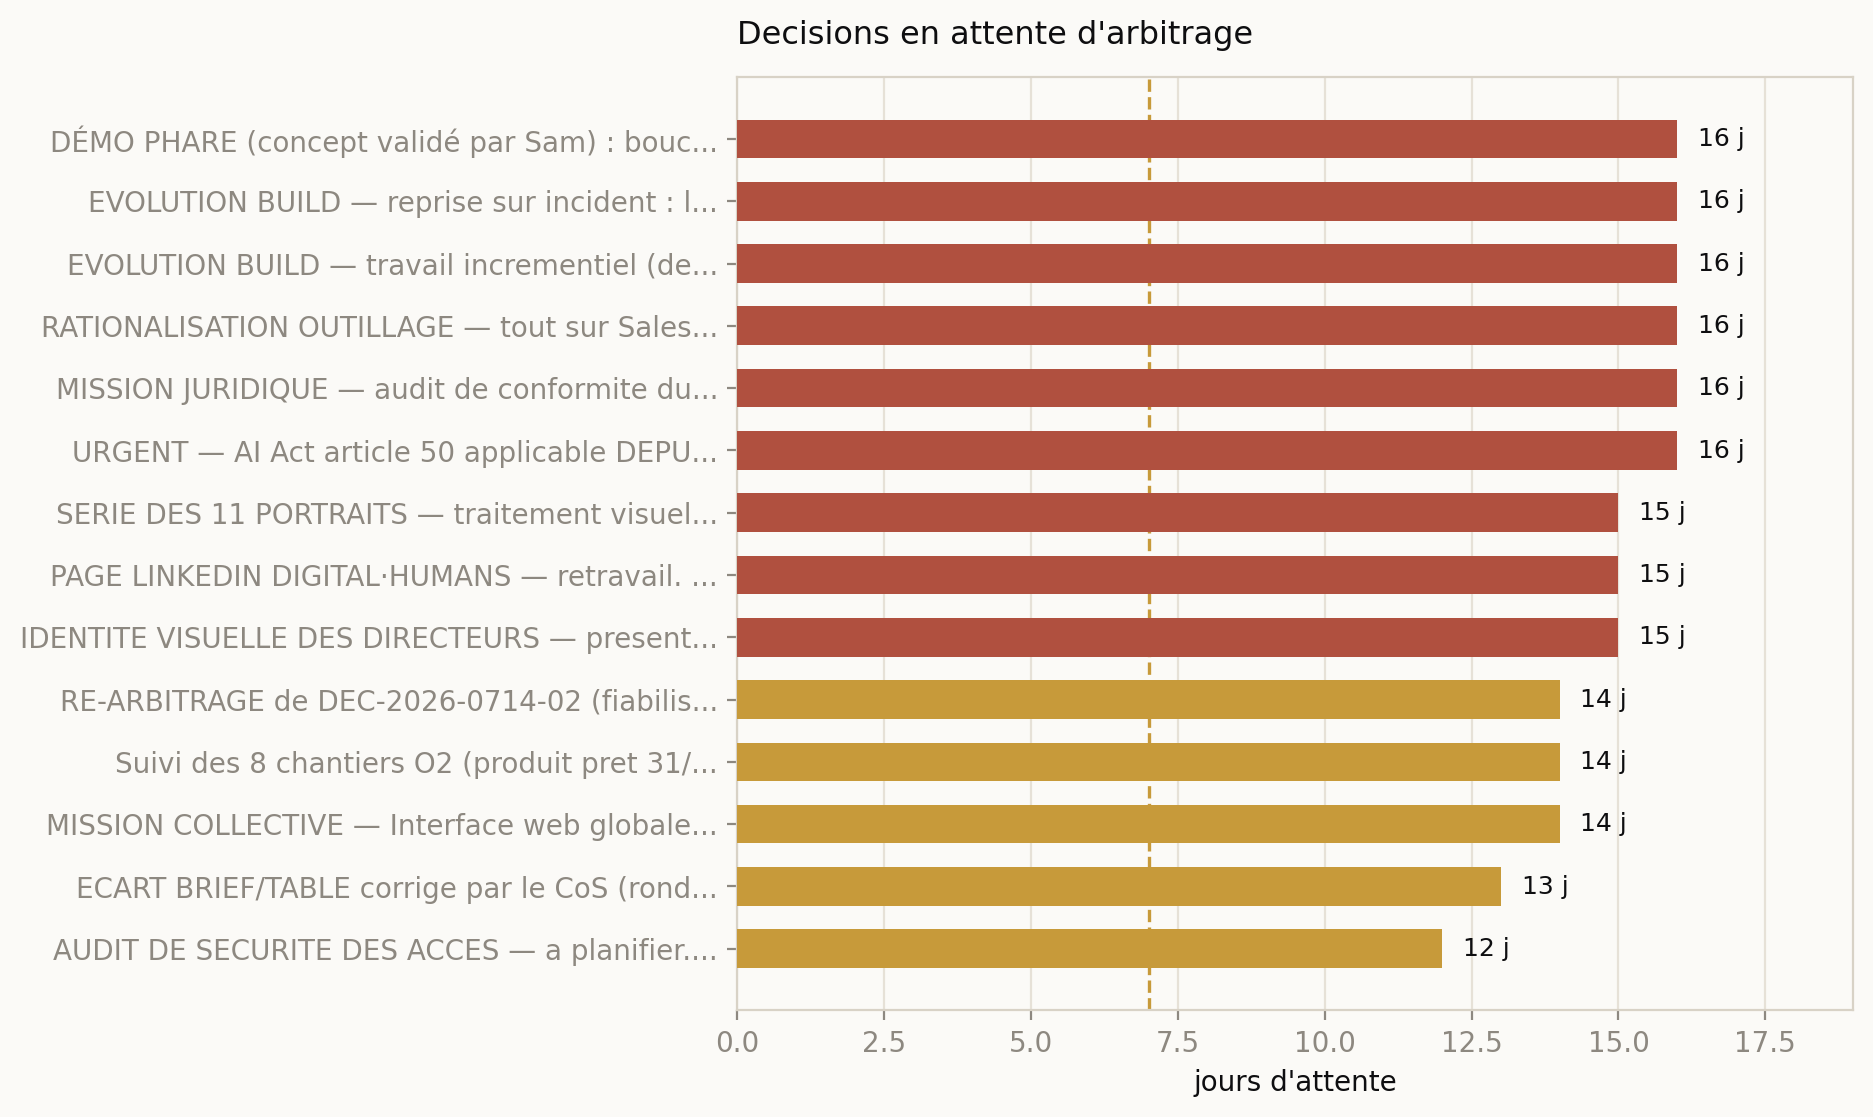 Decisions en attente d'arbitrage
DÉMO PHARE (concept validé par Sam) : bouc... 16 j
EVOLUTION BUILD — reprise sur incident : l... 16 j
EVOLUTION BUILD — travail incrementiel (de... 16 j
RATIONALISATION OUTILLAGE — tout sur Sales... 16 j
MISSION JURIDIQUE — audit de conformite du... 16 j
URGENT — AI Act article 50 applicable DEPU... 16 j
SERIE DES 11 PORTRAITS — traitement visuel... 15 j
PAGE LINKEDIN DIGITAL·HUMANS — retravail. ... 15 j
IDENTITE VISUELLE DES DIRECTEURS — present... 15 j
RE-ARBITRAGE de DEC-2026-0714-02 (fiabilis... 14 j
Suivi des 8 chantiers O2 (produit pret 31/... 14 j
MISSION COLLECTIVE — Interface web globale... 14 j
ECART BRIEF/TABLE corrige par le CoS (rond... 13 j
AUDIT DE SECURITE DES ACCES — a planifier.... 12 j
0.0 2.5 5.0 7.5 10.0 12.5 15.0 17.5
jours d'attente